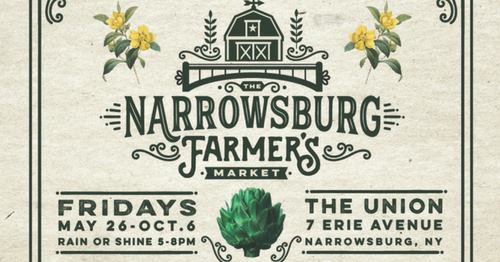 THE
NARROWSBURG
FARMER'S
MARKET
FRIDAYS
MAY 26-OCT.6
RAIN OR SHINE 5-8PM
THE UNION
7 ERIE AVENUE
NARROWSBURG, NY